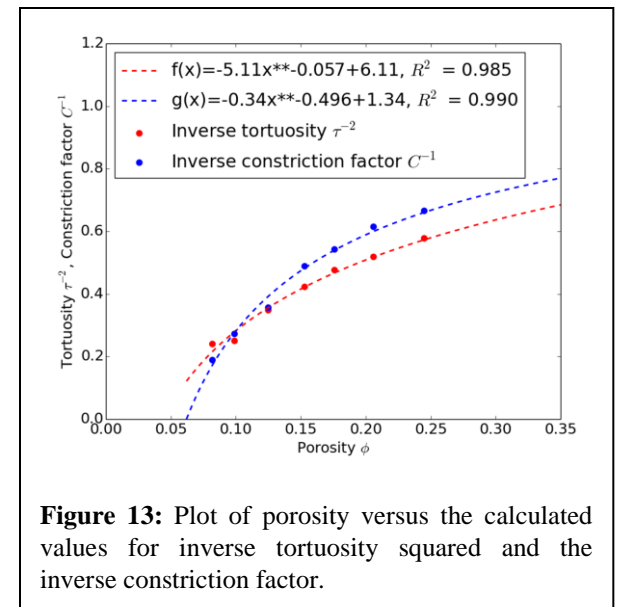 1.2
1.0
0.8
0.6
0.4
0.2
0.0
Tortuosity τ⁻², Constriction factor C⁻¹
f(x)=-5.11x**-0.057+6.11, R² = 0.985
g(x)=-0.34x**-0.496+1.34, R² = 0.990
Inverse tortuosity τ⁻²
Inverse constriction factor C⁻¹
0.00 0.05 0.10 0.15 0.20 0.25 0.30 0.35
Porosity ϕ
Figure 13: Plot of porosity versus the calculated
values for inverse tortuosity squared and the
inverse constriction factor.